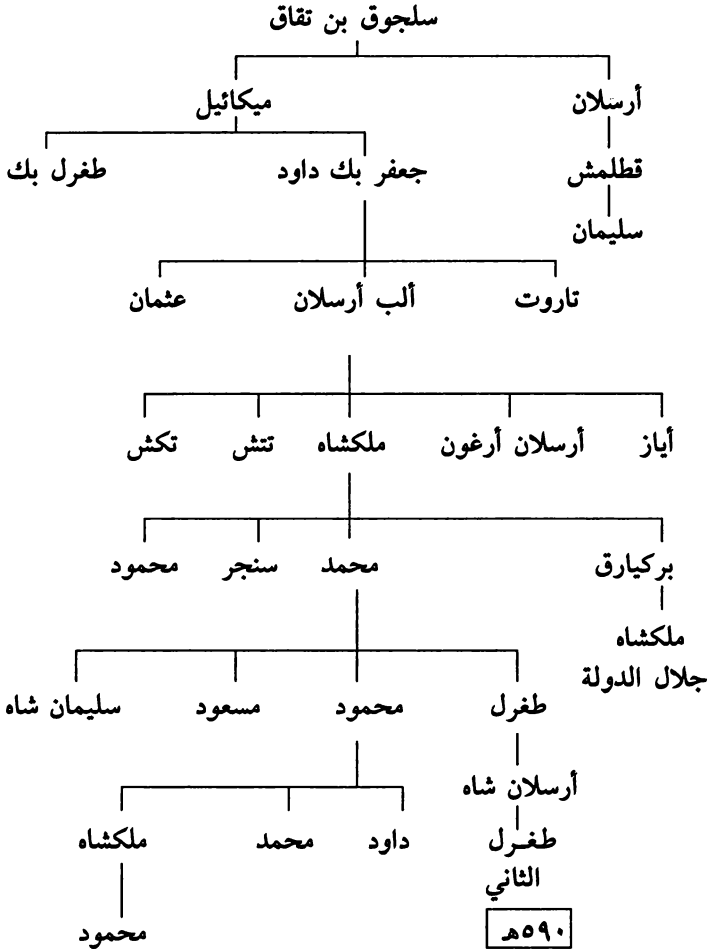 سلجوق بن تقاق
أرسلان ميكائيل
قطلمش جعفر بك داود طغرل بك
سليمان
تاروت ألب أرسلان عثمان
أياز أرسلان أرغون ملكشاه تتش تكش
بركيارق محمد سنجر محمود
ملكشاه
جلال الدولة
طغرل محمود مسعود سليمان شاه
أرسلان شاه
طغرل داود محمد ملكشاه
الثاني
٥٩٠هـ محمود